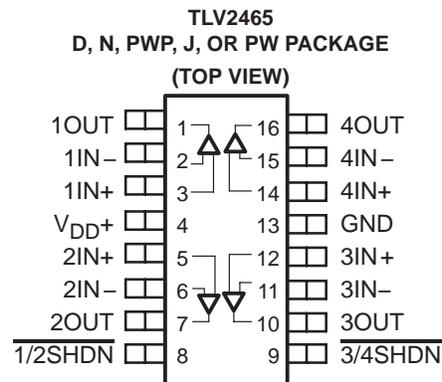 TLV2465
D, N, PWP, J, OR PW PACKAGE
(TOP VIEW)
1OUT 1 16 4OUT
1IN− 2 15 4IN−
1IN+ 3 14 4IN+
VDD+ 4 13 GND
2IN+ 5 12 3IN+
2IN− 6 11 3IN−
2OUT 7 10 3OUT
1/2SHDN 8 9 3/4SHDN